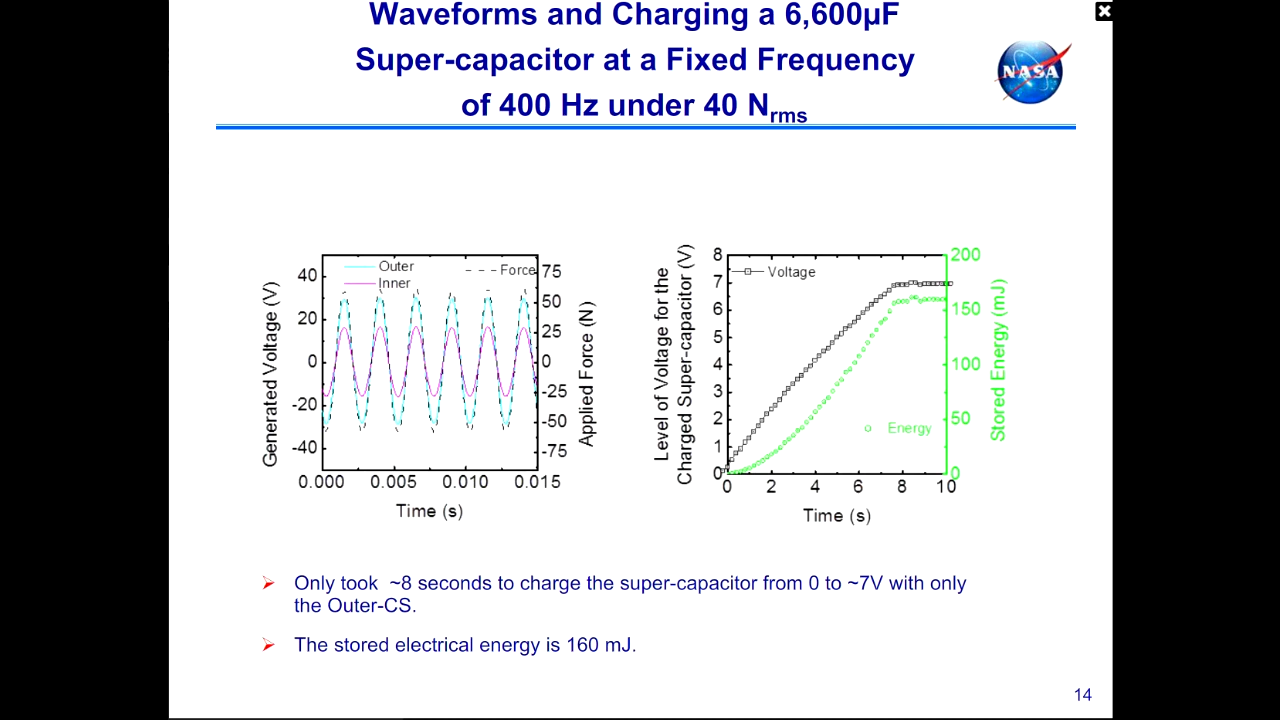 Waveforms and Charging a 6,600µF
Super-capacitor at a Fixed Frequency
of 400 Hz under 40 Nrms
NASA
Outer
Inner
Force
40
20
0
-20
-40
Generated Voltage (V)
75
50
25
0
-25
-50
-75
Applied Force (N)
0.000 0.005 0.010 0.015
Time (s)
Level of Voltage for the
Charged Super-capacitor (V)
8
7
6
5
4
3
2
1
0
Voltage
Energy
200
150
100
50
0
Stored Energy (mJ)
0 2 4 6 8 10
Time (s)
Only took ~8 seconds to charge the super-capacitor from 0 to ~7V with only
the Outer-CS.
The stored electrical energy is 160 mJ.
14